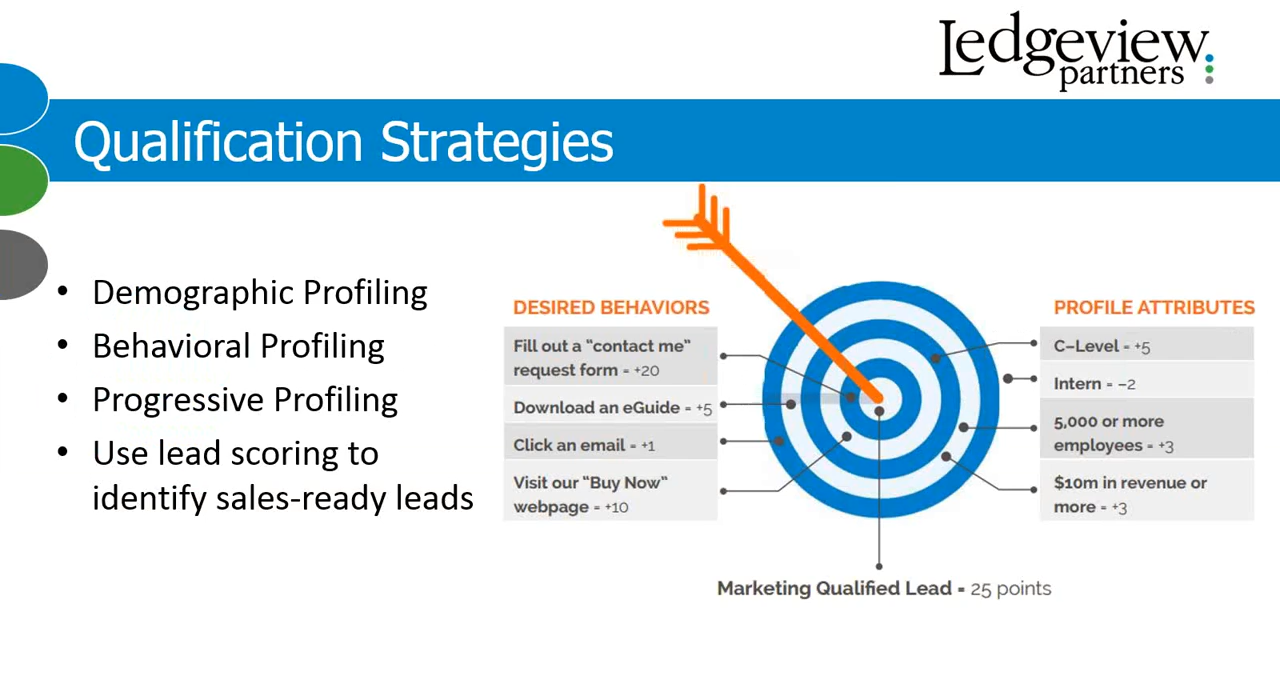 Ledgeview
partners
Qualification Strategies
• Demographic Profiling
• Behavioral Profiling
• Progressive Profiling
• Use lead scoring to
identify sales-ready leads
DESIRED BEHAVIORS
Fill out a “contact me”
request form = +20
Download an eGuide = +5
Click an email = +1
Visit our “Buy Now”
webpage = +10
PROFILE ATTRIBUTES
C–Level = +5
Intern = –2
5,000 or more
employees = +3
$10m in revenue or
more = +3
Marketing Qualified Lead = 25 points